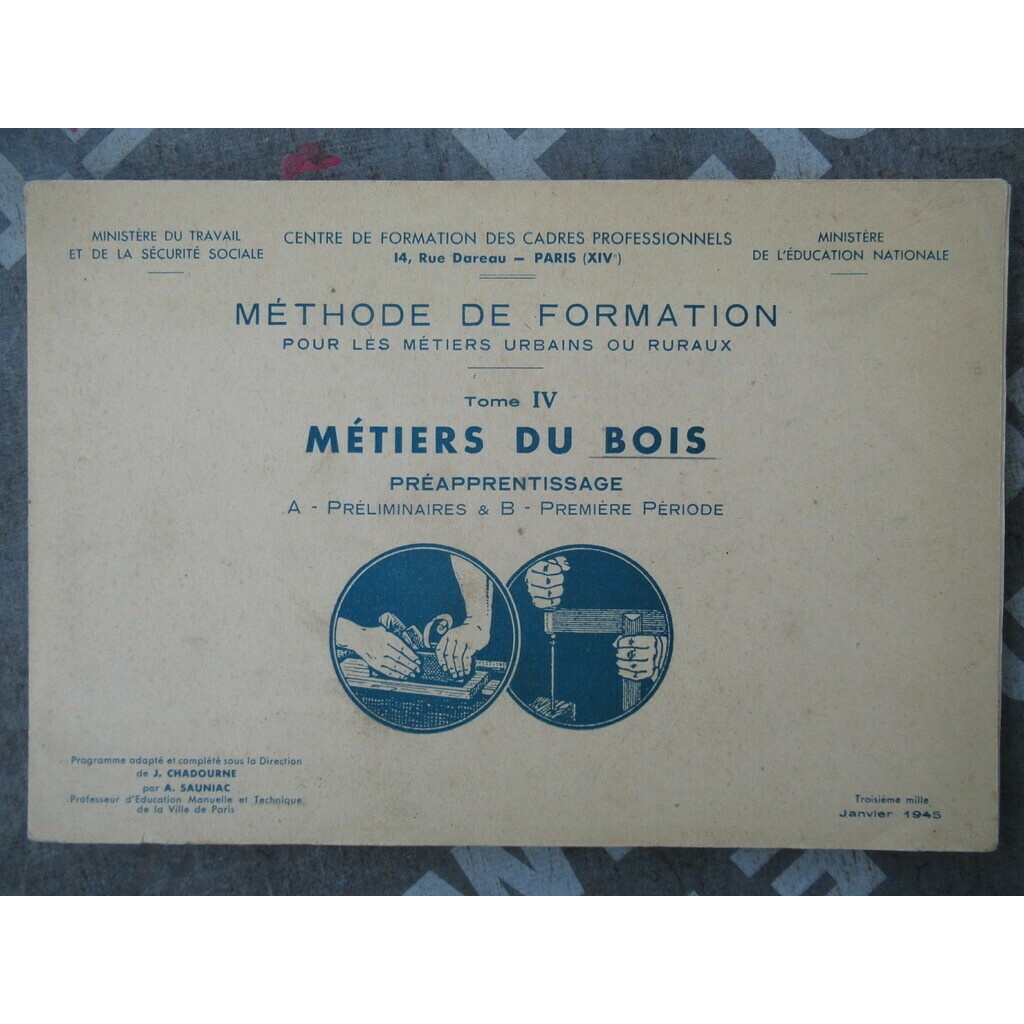 MINISTÈRE DU TRAVAIL
ET DE LA SÉCURITÉ SOCIALE
CENTRE DE FORMATION DES CADRES PROFESSIONNELS
14, Rue Dareau — PARIS (XIVᵉ)
MINISTÈRE
DE L'ÉDUCATION NATIONALE
MÉTHODE DE FORMATION
POUR LES MÉTIERS URBAINS OU RURAUX
Tome IV
MÉTIERS DU BOIS
PRÉAPPRENTISSAGE
A - PRÉLIMINAIRES & B - PREMIÈRE PÉRIODE
Programme adapté et complété sous la Direction
de J. CHADOURNE
par A. SAUNIAC
Professeur d'Education Manuelle et Technique
de la Ville de Paris
Troisième mille
Janvier 1945